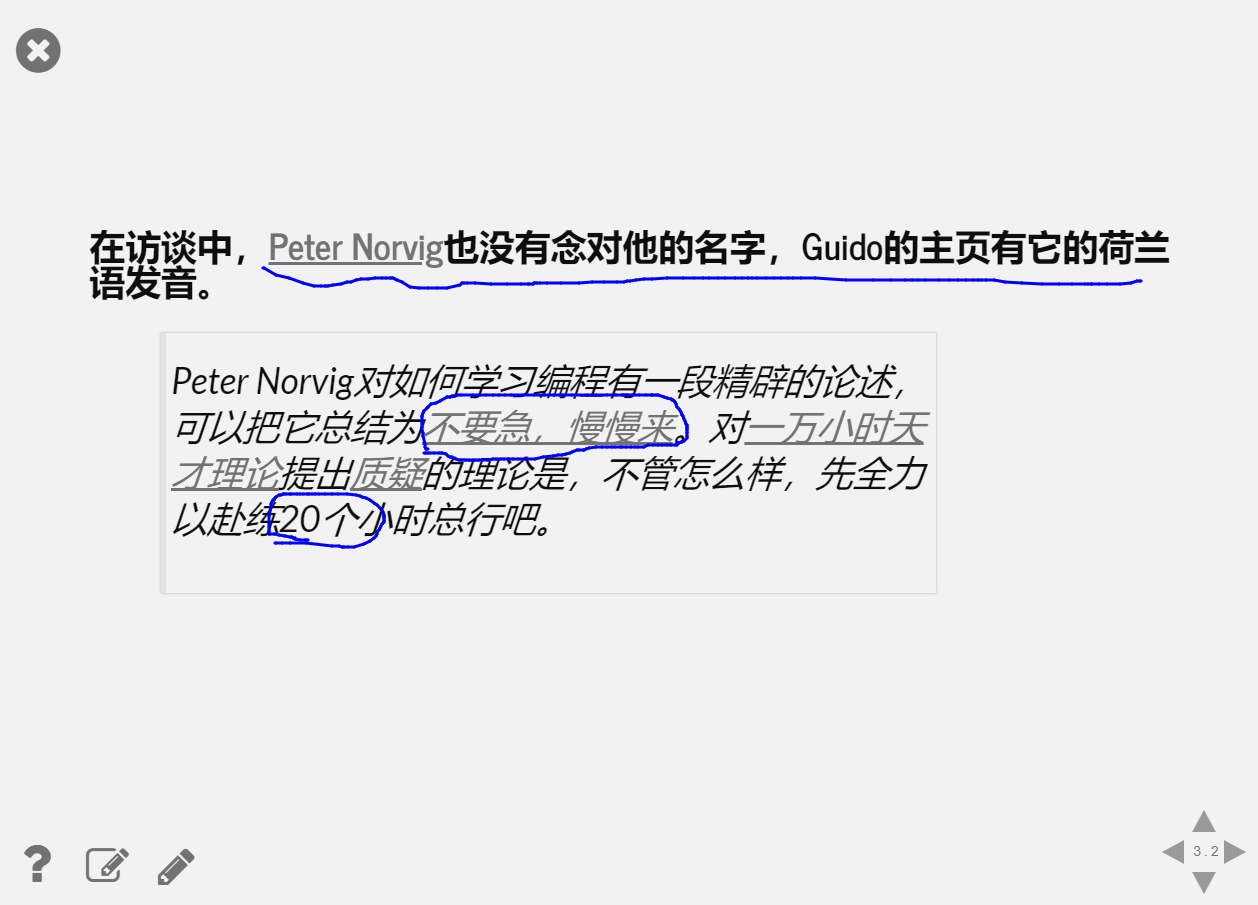 在访谈中，Peter Norvig也没有念对他的名字，Guido的主页有它的荷兰
语发音。
Peter Norvig对如何学习编程有一段精辟的论述，
可以把它总结为不要急，慢慢来。对一万小时天
才理论提出质疑的理论是，不管怎么样，先全力
以赴练20个小时总行吧。
3.2